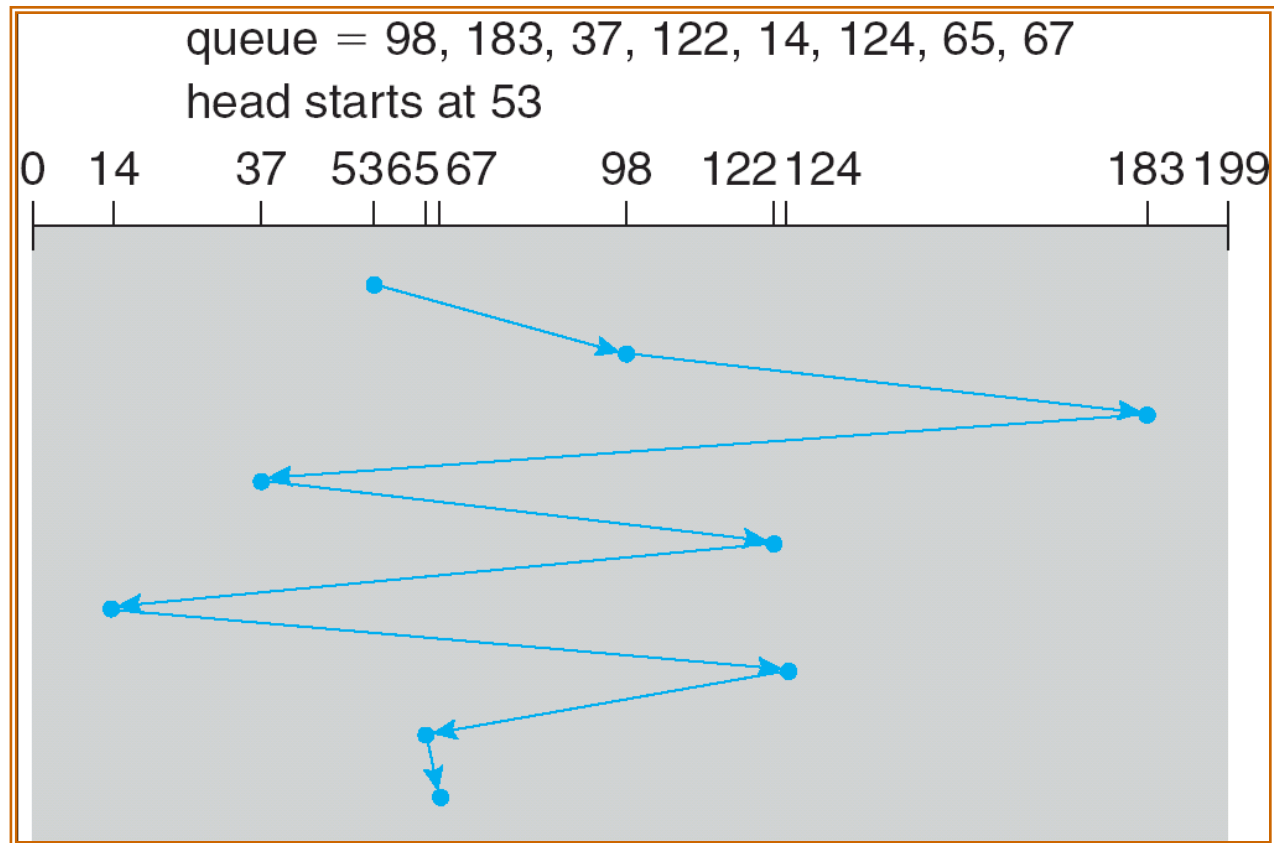 queue = 98, 183, 37, 122, 14, 124, 65, 67
head starts at 53
0 14 37 53 65 67 98 122 124 183 199